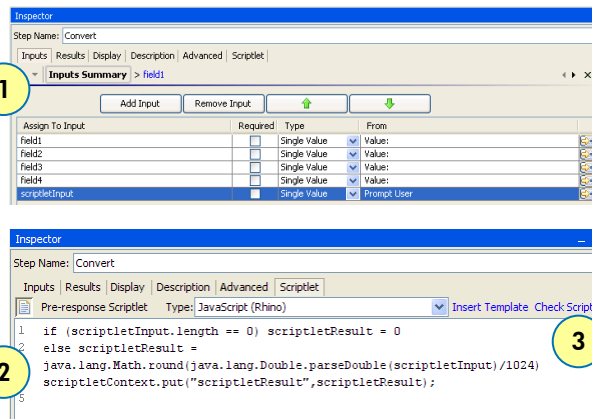 Inspector
Step Name: Convert
Inputs Results Display Description Advanced Scriptlet
1
Inputs Summary > field1
Add Input Remove Input
Assign To Input Required Type From
field1 Single Value Value:
field2 Single Value Value:
field3 Single Value Value:
field4 Single Value Value:
scriptletInput Single Value Prompt User
Inspector
Step Name: Convert
Inputs Results Display Description Advanced Scriptlet
Pre-response Scriptlet Type: JavaScript (Rhino) Insert Template Check Script
1 if (scriptletInput.length == 0) scriptletResult = 0
3
2 else scriptletResult =
java.lang.Math.round(java.lang.Double.parseDouble(scriptletInput)/1024)
2
scriptletContext.put("scriptletResult",scriptletResult);
5